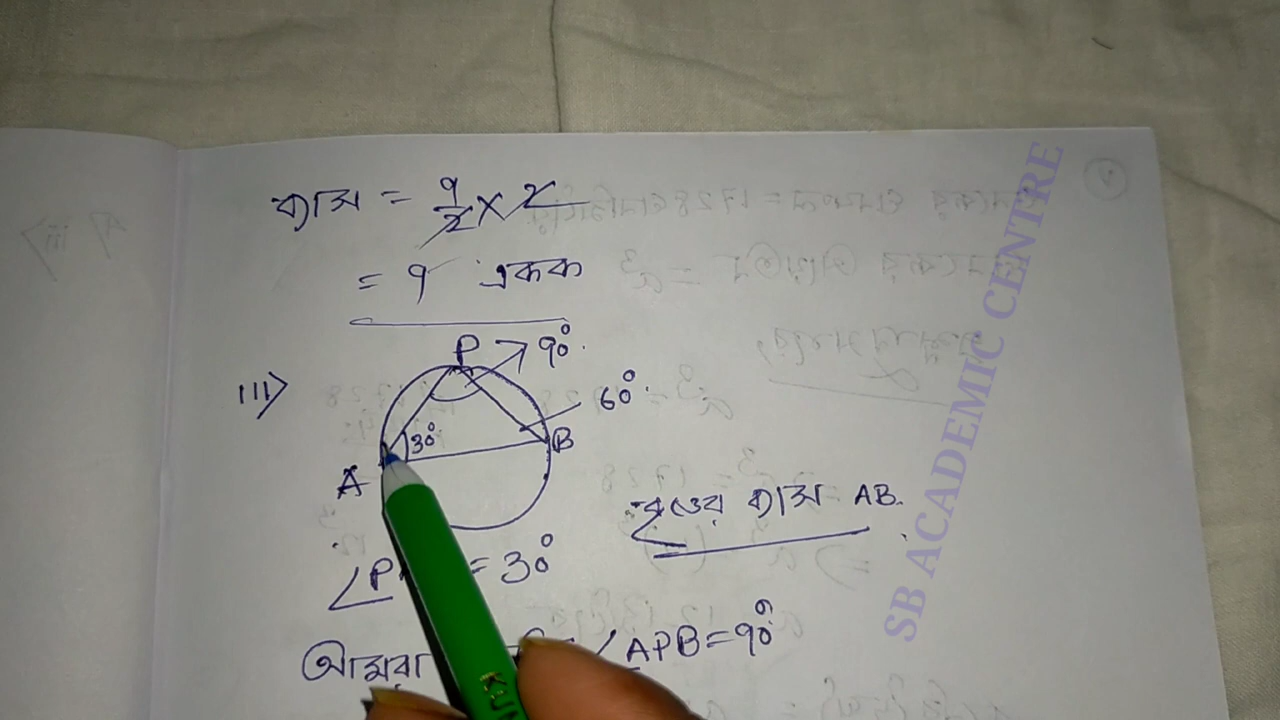 ব্যাস = 9/2 × 2
= 9 একক
III>
P
90°
60°
30°
A
B
বৃত্তের ব্যাস AB.
= 30°
আমরা ∠APB = 90°
SB ACADEMIC CENTRE